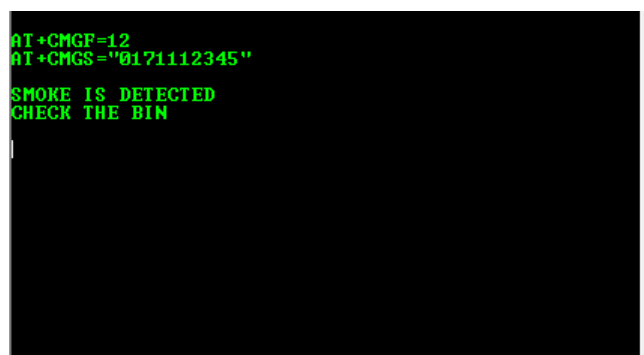 AT+CMGF=12
AT+CMGS="0171112345"
SMOKE IS DETECTED
CHECK THE BIN